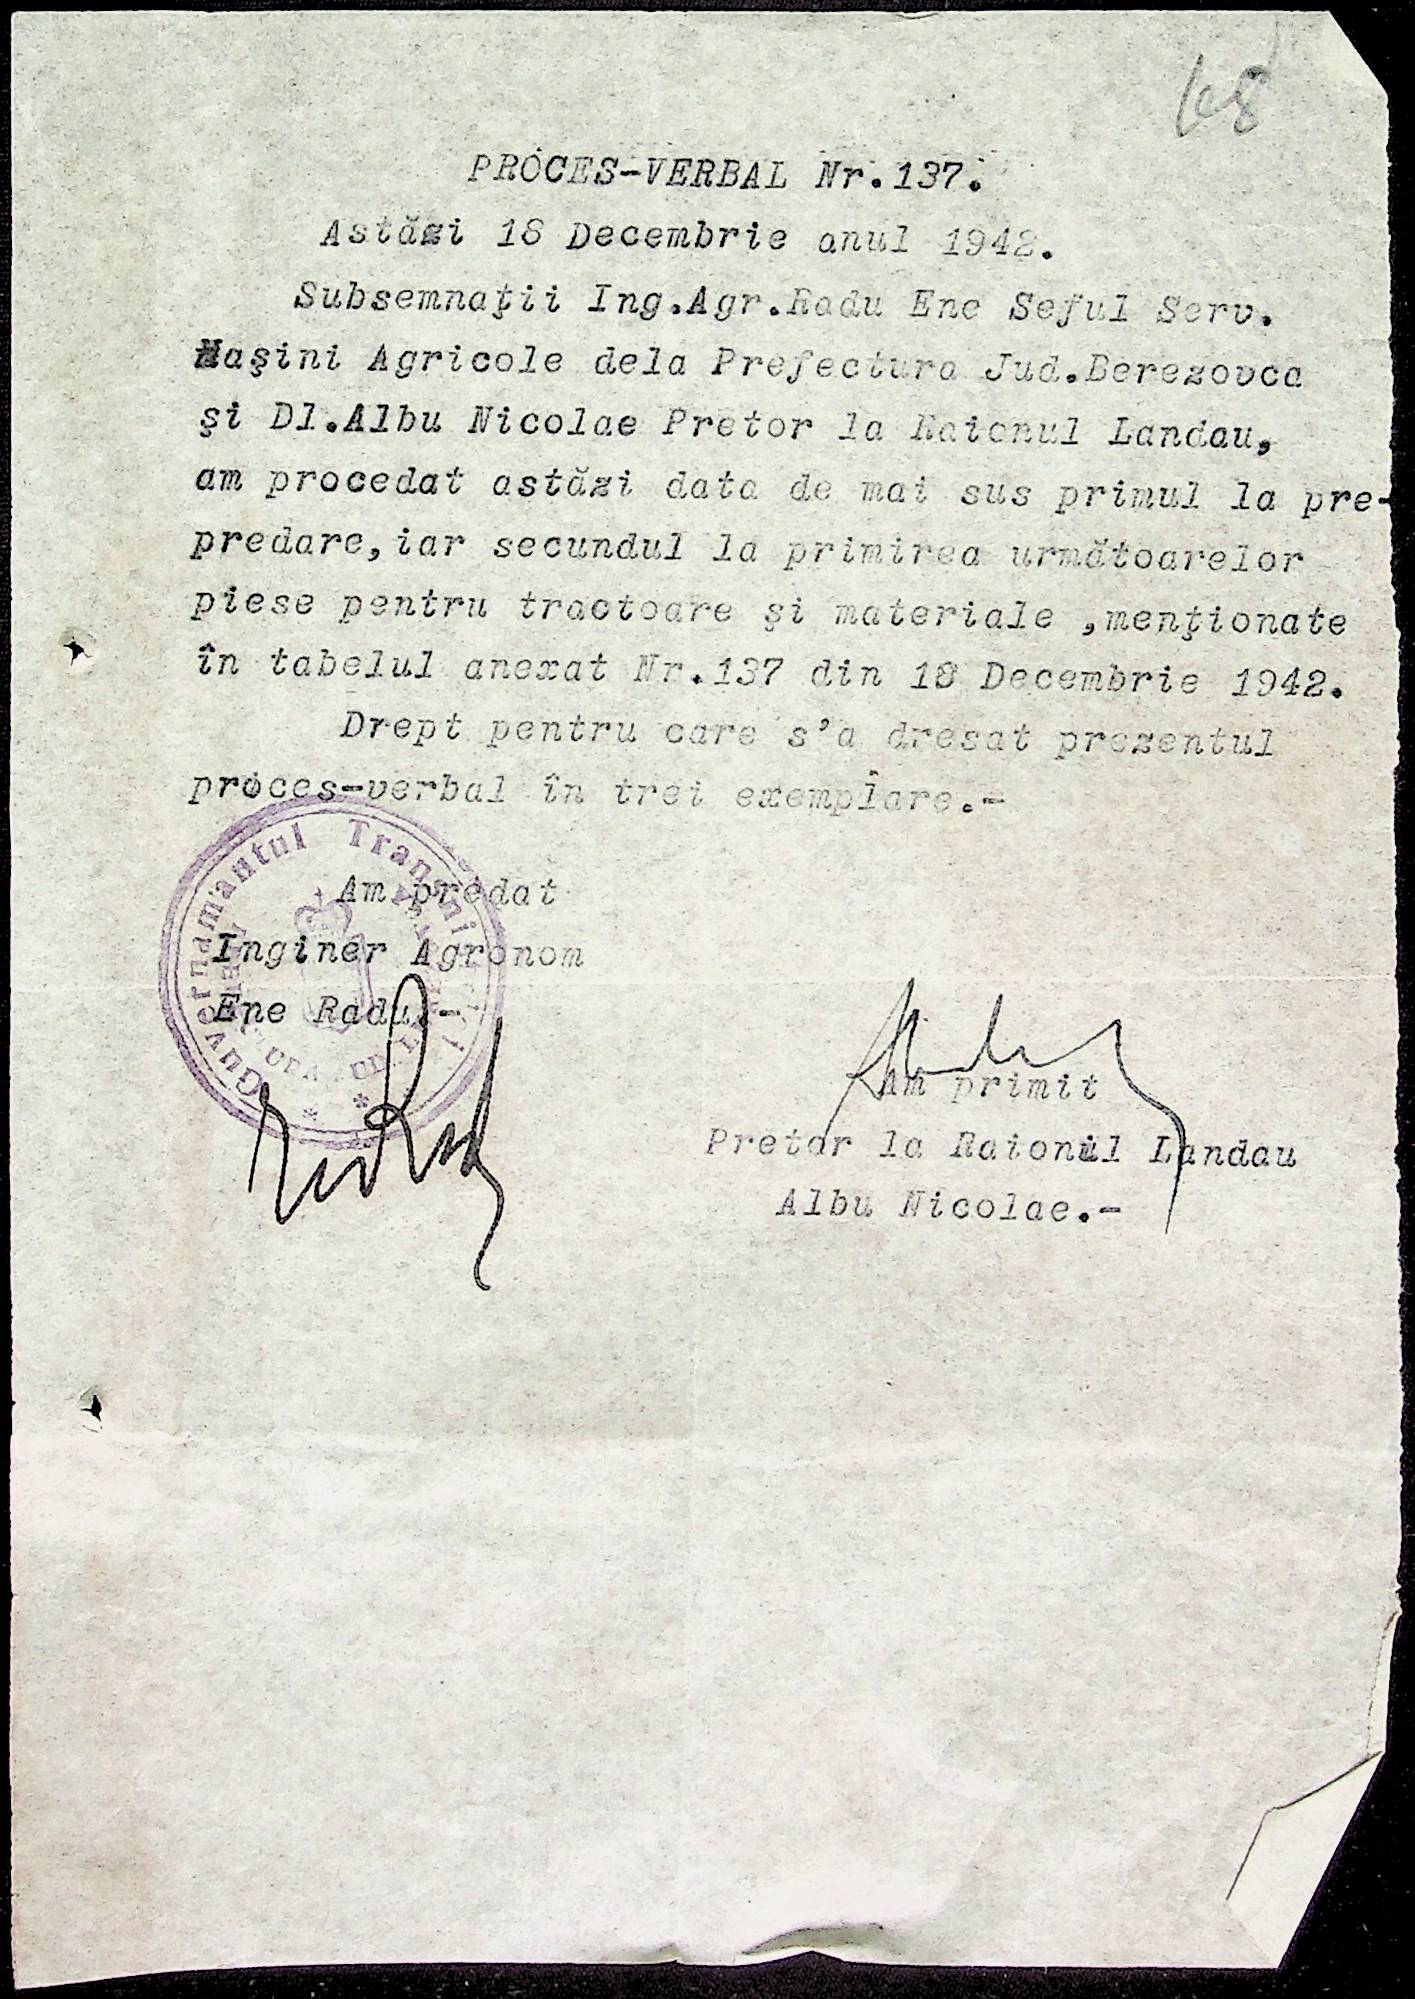 68
PROCES-VERBAL Nr.137.
Astăzi 18 Decembrie anul 1942.
Subsemnaţii Ing.Agr.Radu Ene Seful Serv.
Maşini Agricole dela Prefectura Jud.Berezovca
şi Dl.Albu Nicolae Pretor la Raionul Landau,
am procedat astăzi data de mai sus primul la pre-
predare,iar secundul la primirea următoarelor
piese pentru tractoare şi materiale ,menţionate
în tabelul anexat Nr.137 din 18 Decembrie 1942.
Drept pentru care s'a dresat prezentul
proces-verbal în trei exemplare.-
Guvernamântul Transnistriei
Am predat
Inginer Agronom
Ene Radu.-
Am primit
Pretor la Raionul Landau
Albu Nicolae.-